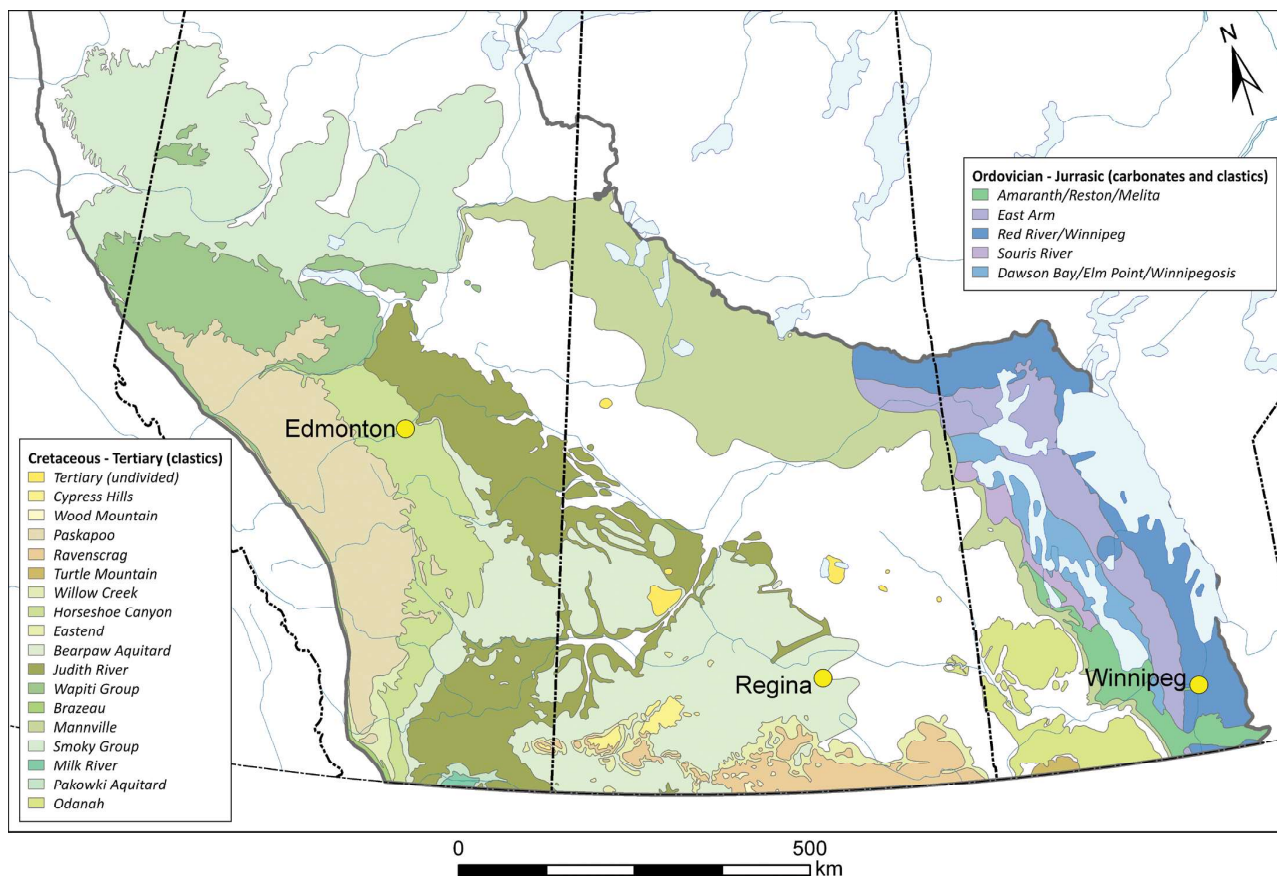 N
Ordovician - Jurrasic (carbonates and clastics)
Amaranth/Reston/Melita
East Arm
Red River/Winnipeg
Souris River
Dawson Bay/Elm Point/Winnipegosis
Edmonton
Cretaceous - Tertiary (clastics)
Tertiary (undivided)
Cypress Hills
Wood Mountain
Paskapoo
Ravenscrag
Turtle Mountain
Willow Creek
Horseshoe Canyon
Eastend
Bearpaw Aquitard
Judith River
Wapiti Group
Brazeau
Mannville
Smoky Group
Milk River
Pakowki Aquitard
Odanah
Regina
Winnipeg
0 500
km